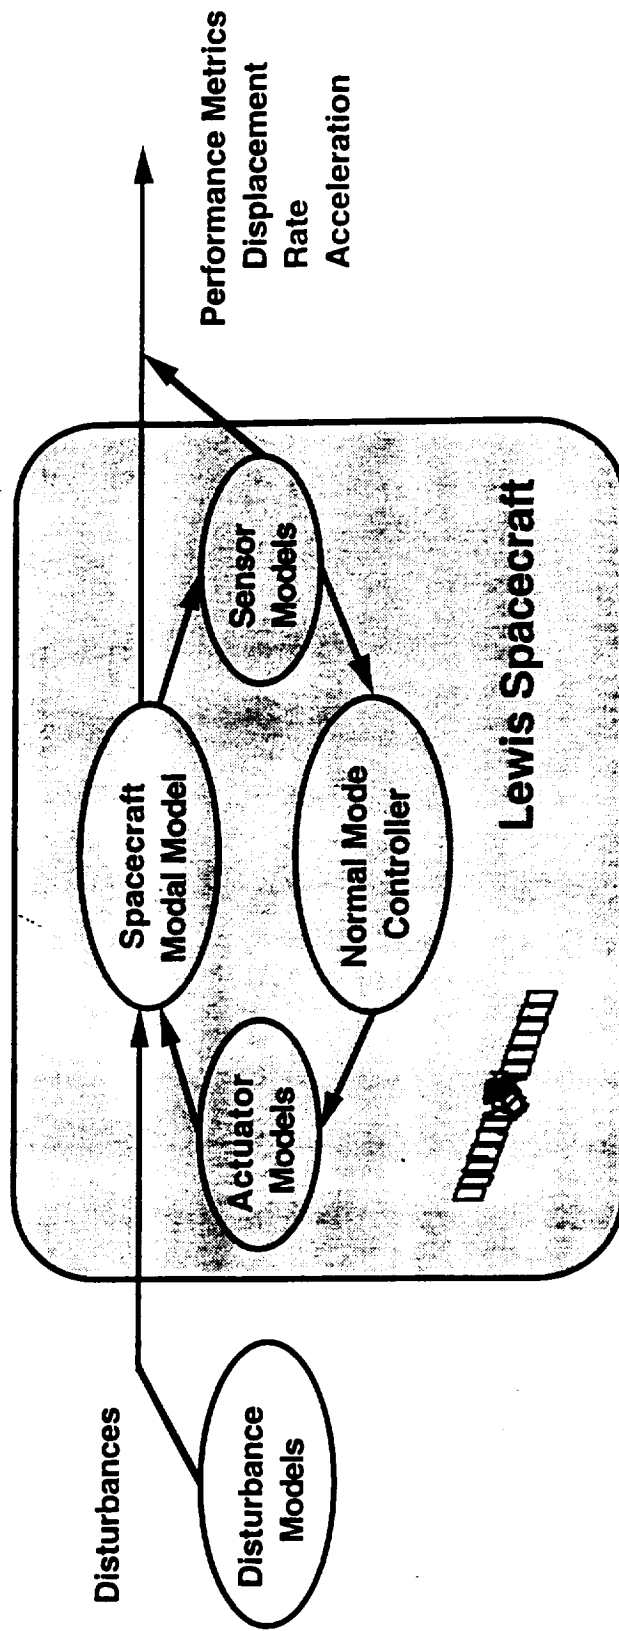 Disturbances
Disturbance
Models
Actuator
Models
Spacecraft
Modal Model
Normal Mode
Controller
Sensor
Models
Lewis Spacecraft
Performance Metrics
Displacement
Rate
Acceleration